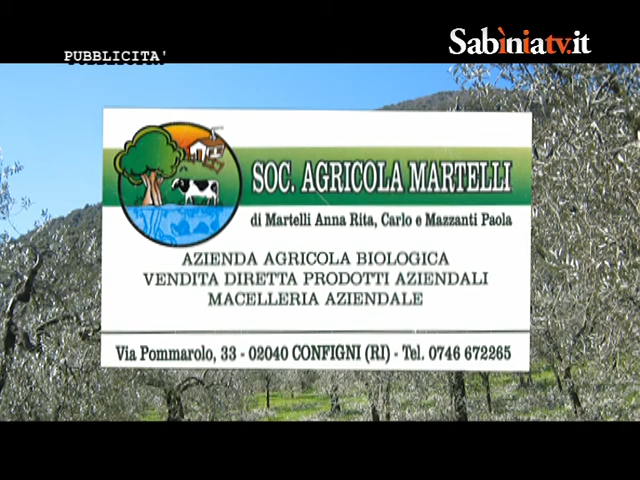 Sabìniatv.it
PUBBLICITA'
SOC. AGRICOLA MARTELLI
di Martelli Anna Rita, Carlo e Mazzanti Paola
AZIENDA AGRICOLA BIOLOGICA
VENDITA DIRETTA PRODOTTI AZIENDALI
MACELLERIA AZIENDALE
Via Pommarolo, 33 - 02040 CONFIGNI (RI) - Tel. 0746 672265